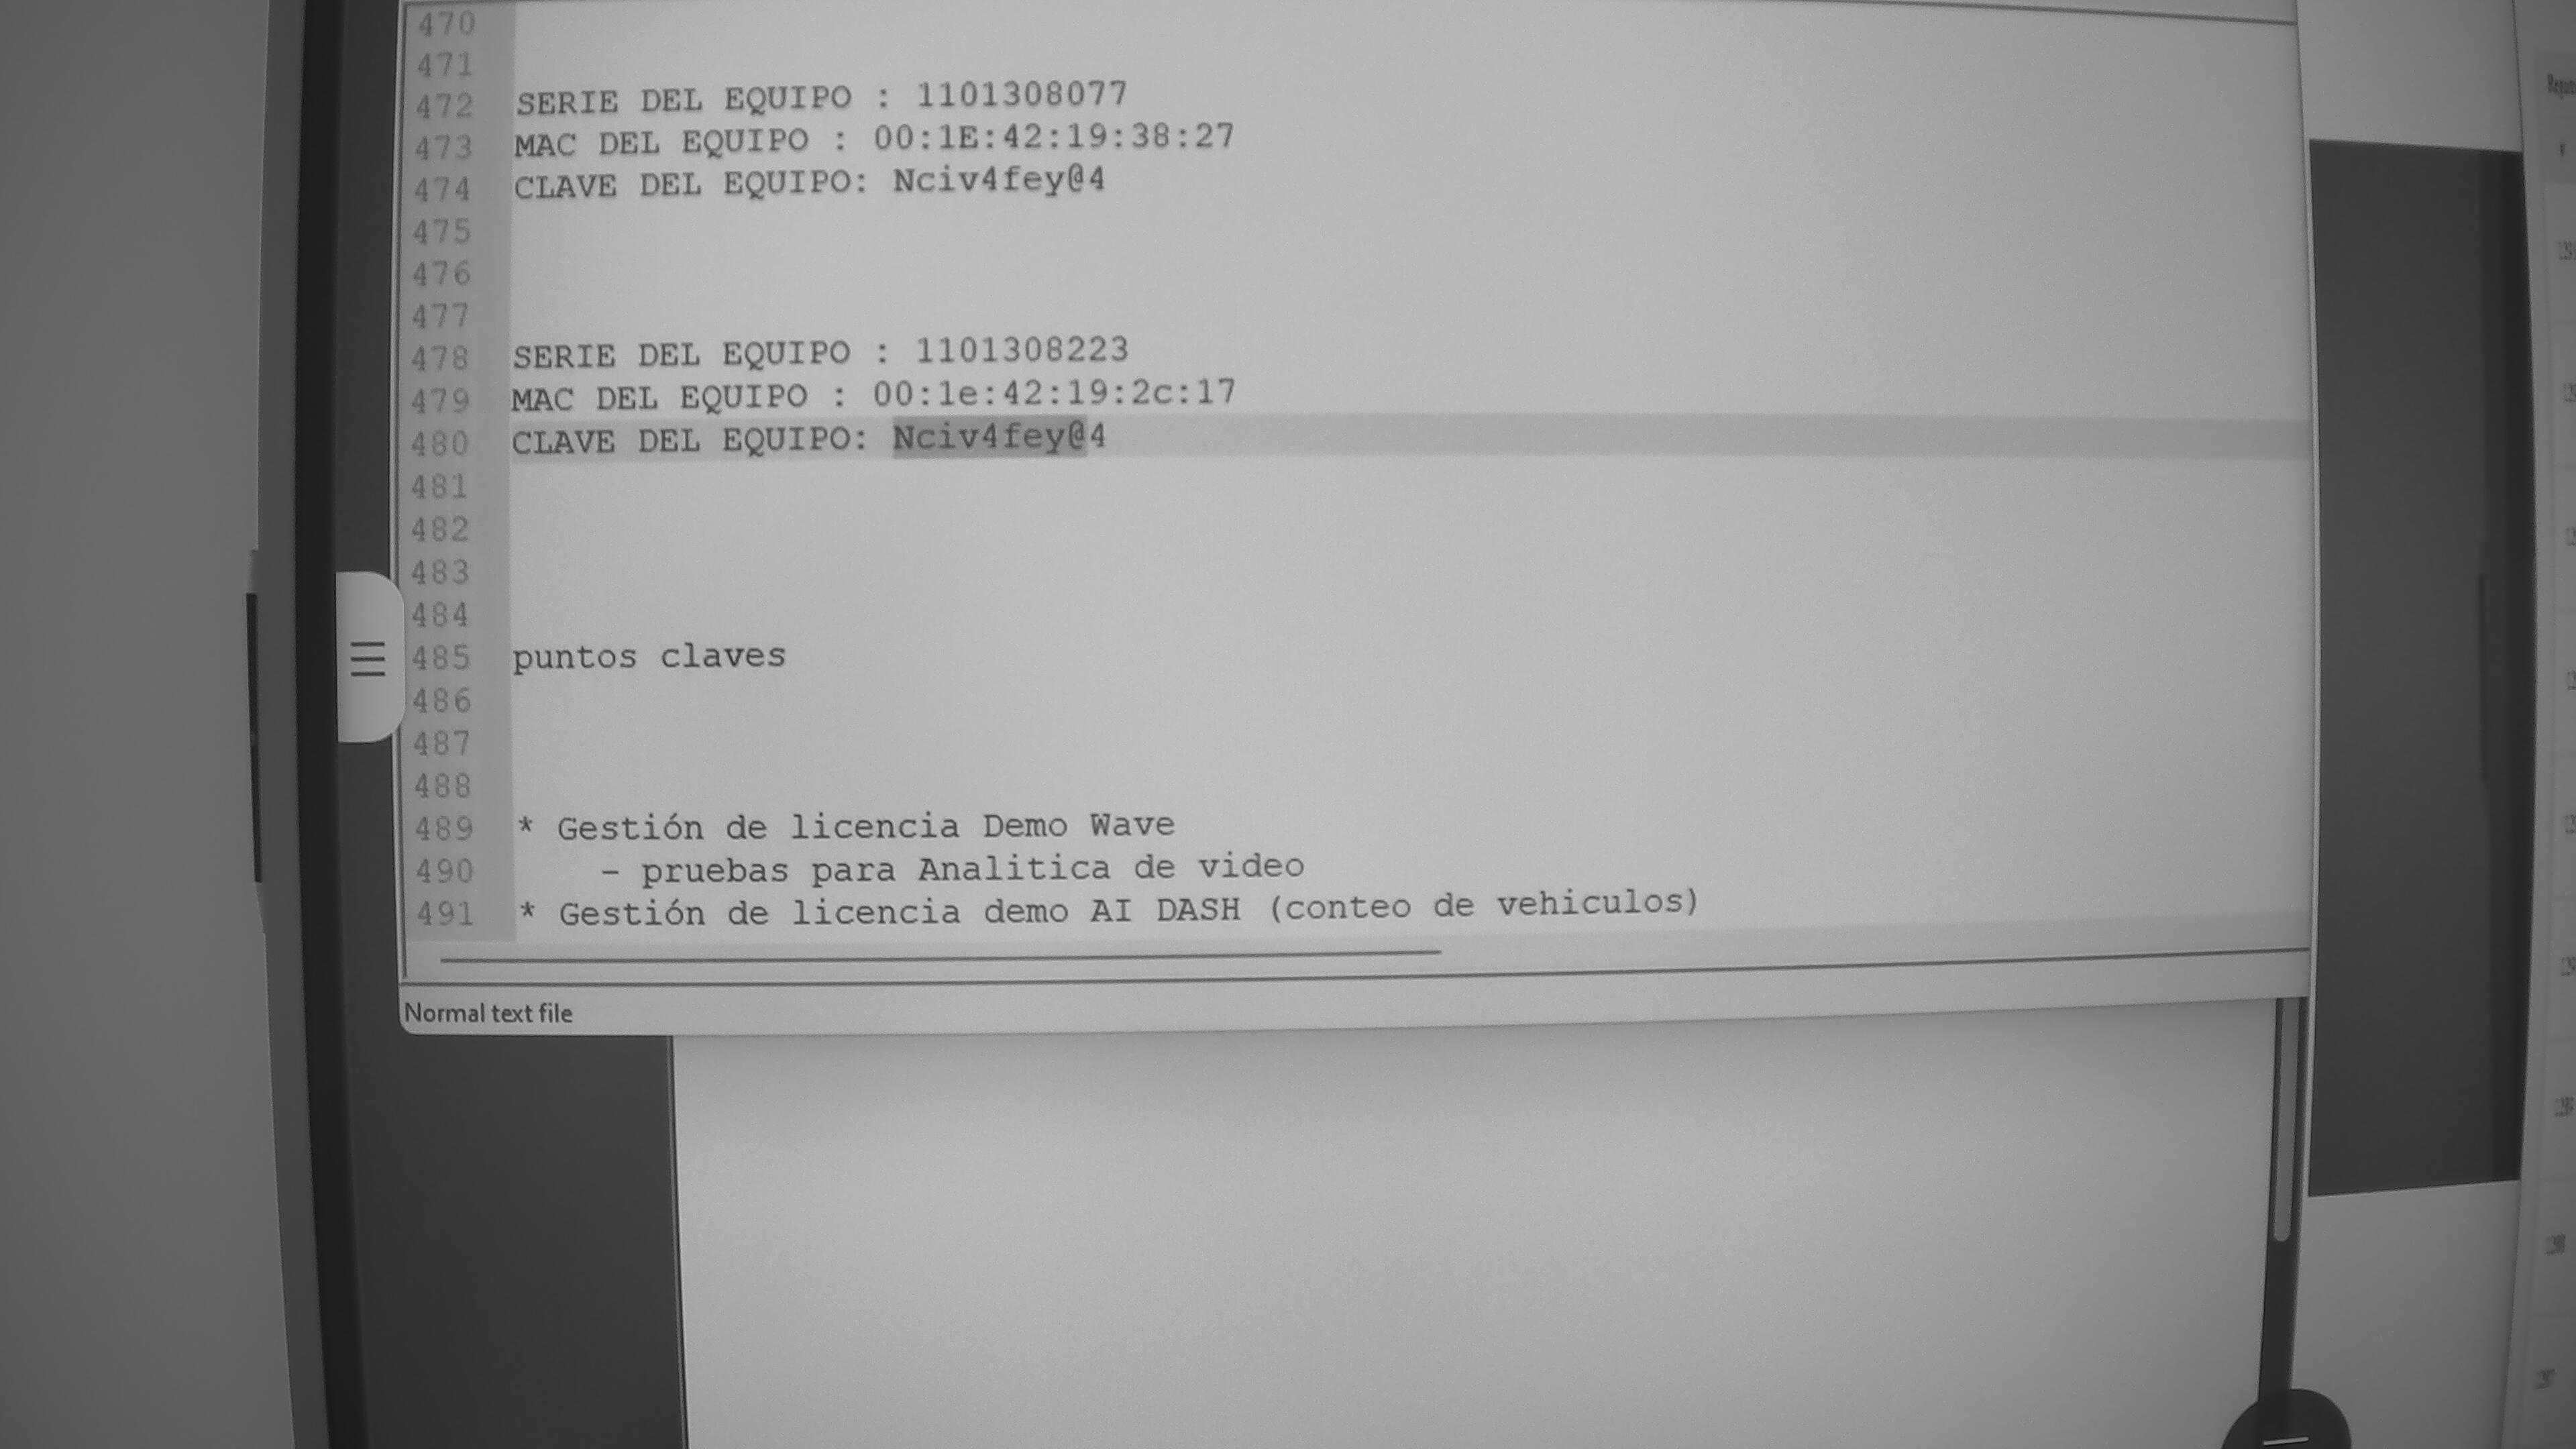 470
471
472 SERIE DEL EQUIPO : 1101308077
473 MAC DEL EQUIPO : 00:1E:42:19:38:27
474 CLAVE DEL EQUIPO: Nciv4fey@4
475
476
477
478 SERIE DEL EQUIPO : 1101308223
479 MAC DEL EQUIPO : 00:1e:42:19:2c:17
480 CLAVE DEL EQUIPO: Nciv4fey@4
481
482
483
484
485 puntos claves
486
487
488
489 * Gestión de licencia Demo Wave
490 - pruebas para Analitica de video
491 * Gestión de licencia demo AI DASH (conteo de vehiculos)
Normal text file